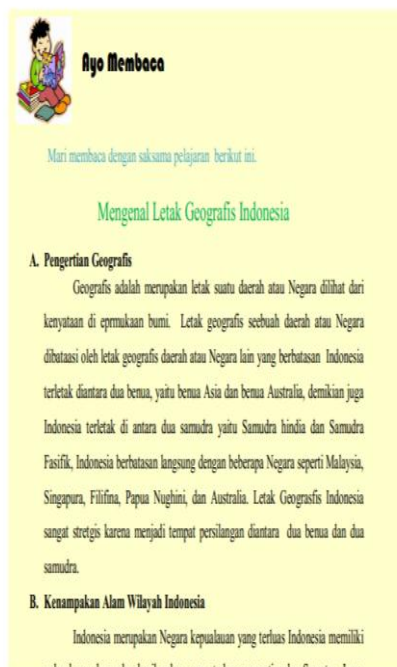 Ayo Membaca
Mari membaca dengan saksama pelajaran berikut ini.
Mengenal Letak Geografis Indonesia
A. Pengertian Geografis
Geografis adalah merupakan letak suatu daerah atau Negara dilihat dari
kenyataan di eprmukaan bumi. Letak geografis seebuah daerah atau Negara
dibataasi oleh letak geografis daerah atau Negara lain yang berbatasan Indonesia
terletak diantara dua benua, yaitu benua Asia dan benua Australia, demikian juga
Indonesia terletak di antara dua samudra yaitu Samudra hindia dan Samudra
Fasifik, Indonesia berbatasan langsung dengan beberapa Negara seperti Malaysia,
Singapura, Filifina, Papua Nughini, dan Australia. Letak Geograsfis Indonesia
sangat stretgis karena menjadi tempat persilangan diantara dua benua dan dua
samudra.
B. Kenampakan Alam Wilayah Indonesia
Indonesia merupakan Negara kepualauan yang terluas Indonesia memiliki